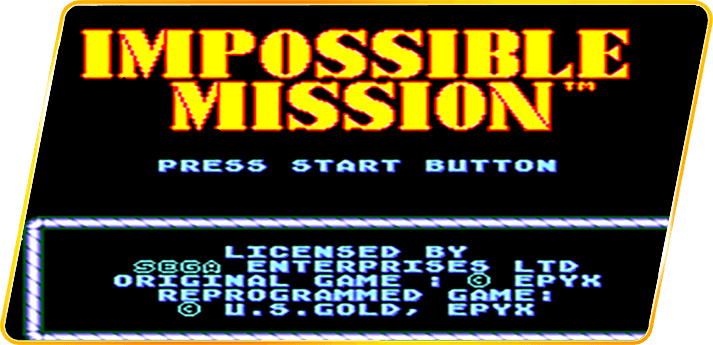 IMPOSSIBLE
MISSION™
PRESS START BUTTON
LICENSED BY
SEGA ENTERPRISES LTD
ORIGINAL GAME : © EPYX
REPROGRAMMED GAME:
© U.S.GOLD, EPYX